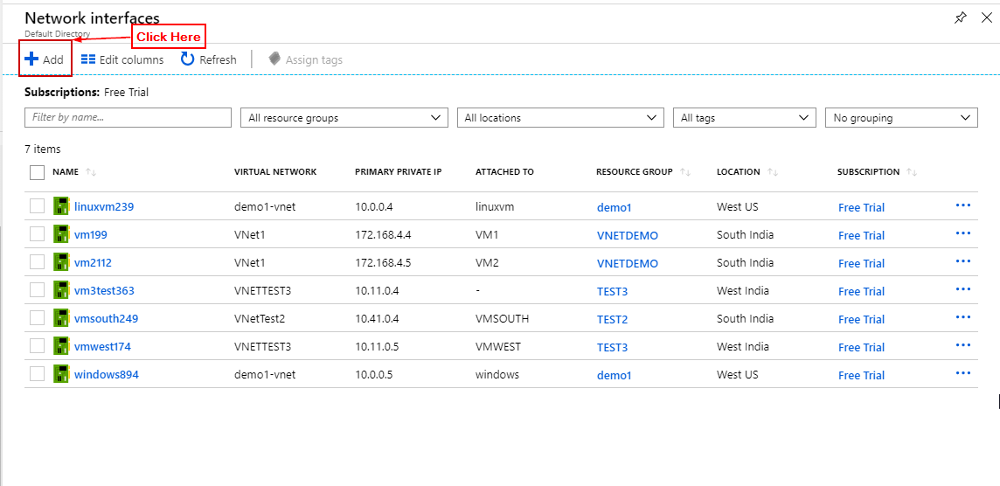 Network interfaces
Default Directory
Click Here
Add Edit columns Refresh Assign tags
Subscriptions: Free Trial
Filter by name... All resource groups All locations All tags No grouping
7 items
NAME VIRTUAL NETWORK PRIMARY PRIVATE IP ATTACHED TO RESOURCE GROUP LOCATION SUBSCRIPTION
linuxvm239 demo1-vnet 10.0.0.4 linuxvm demo1 West US Free Trial
vm199 VNet1 172.168.4.4 VM1 VNETDEMO South India Free Trial
vm2112 VNet1 172.168.4.5 VM2 VNETDEMO South India Free Trial
vm3test363 VNETTEST3 10.11.0.4 - TEST3 West India Free Trial
vmsouth249 VNetTest2 10.41.0.4 VMSOUTH TEST2 South India Free Trial
vmwest174 VNETTEST3 10.11.0.5 VMWEST TEST3 West India Free Trial
windows894 demo1-vnet 10.0.0.5 windows demo1 West US Free Trial